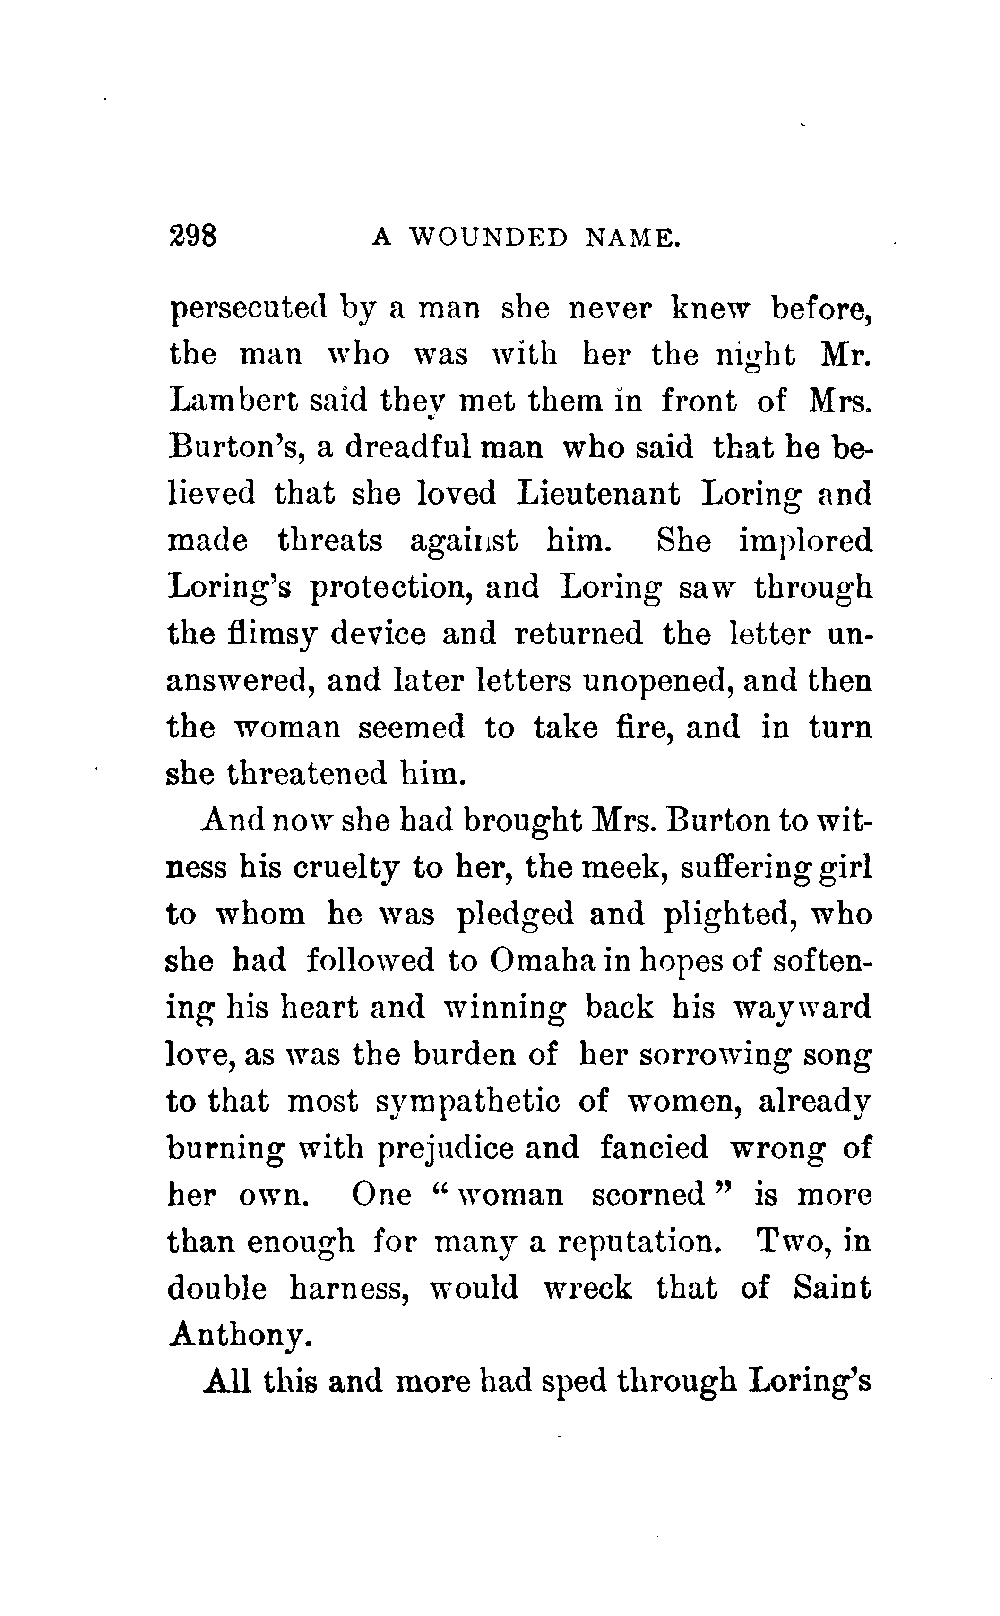 298 A WOUNDED NAME.
persecuted by a man she never knew before,
the man who was with her the night Mr.
Lambert said they met them in front of Mrs.
Burton's, a dreadful man who said that he be-
lieved that she loved Lieutenant Loring and
made threats against him. She implored
Loring's protection, and Loring saw through
the flimsy device and returned the letter un-
answered, and later letters unopened, and then
the woman seemed to take fire, and in turn
she threatened him.
And now she had brought Mrs. Burton to wit-
ness his cruelty to her, the meek, suffering girl
to whom he was pledged and plighted, who
she had followed to Omaha in hopes of soften-
ing his heart and winning back his wayward
love, as was the burden of her sorrowing song
to that most sympathetic of women, already
burning with prejudice and fancied wrong of
her own. One “woman scorned” is more
than enough for many a reputation. Two, in
double harness, would wreck that of Saint
Anthony.
All this and more had sped through Loring's